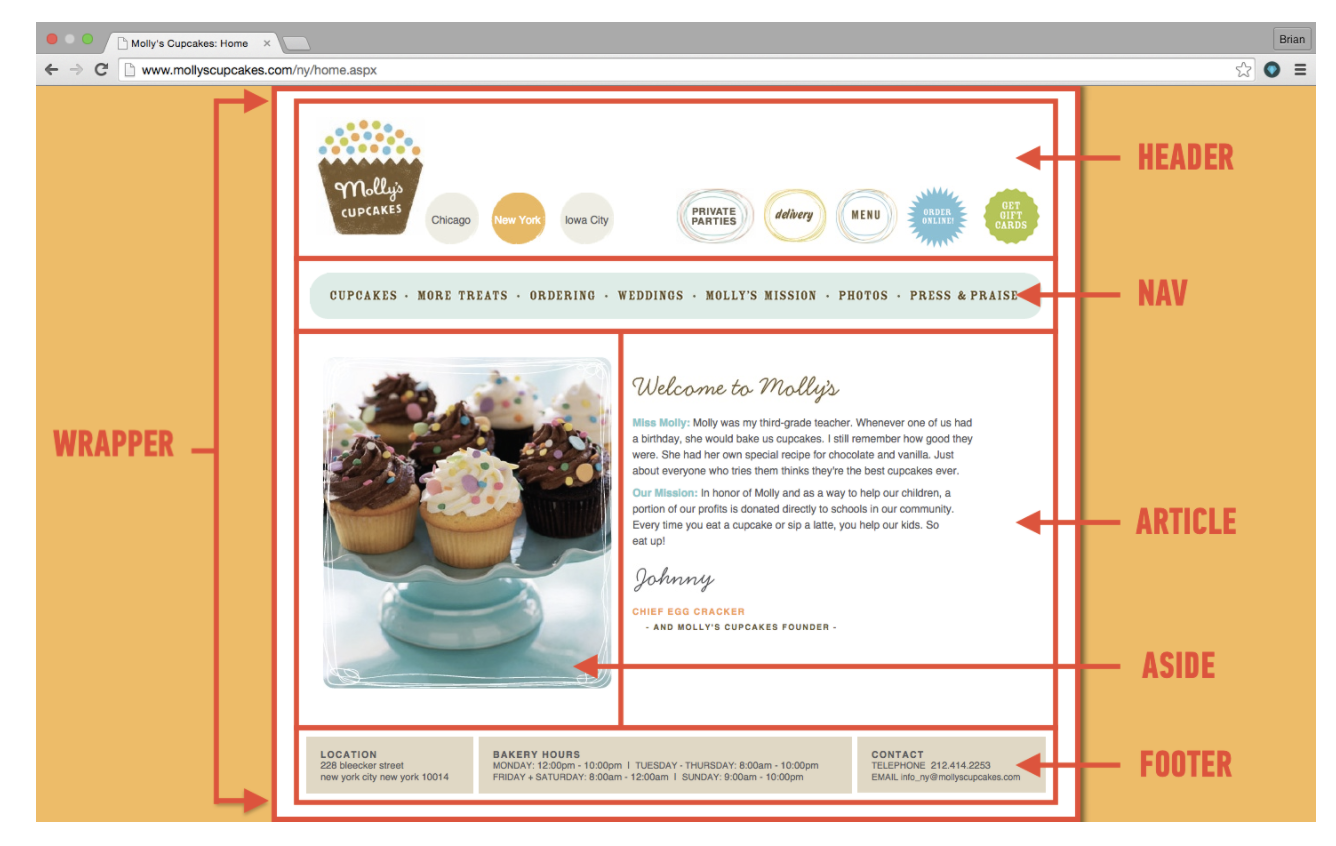 Molly's Cupcakes: Home
Brian
www.mollyscupcakes.com/ny/home.aspx
HEADER
Molly's
CUPCAKES
Chicago
New York
Iowa City
PRIVATE
PARTIES
delivery
MENU
ORDER
ONLINE!
GET
GIFT
CARDS
NAV
CUPCAKES · MORE TREATS · ORDERING · WEDDINGS · MOLLY'S MISSION · PHOTOS · PRESS & PRAISE
WRAPPER
Welcome to Molly's
Miss Molly: Molly was my third-grade teacher. Whenever one of us had
a birthday, she would bake us cupcakes. I still remember how good they
were. She had her own special recipe for chocolate and vanilla. Just
about everyone who tries them thinks they're the best cupcakes ever.
Our Mission: In honor of Molly and as a way to help our children, a
portion of our profits is donated directly to schools in our community.
Every time you eat a cupcake or sip a latte, you help our kids. So
eat up!
ARTICLE
Johnny
CHIEF EGG CRACKER
- AND MOLLY'S CUPCAKES FOUNDER -
ASIDE
LOCATION
228 bleecker street
new york city new york 10014
BAKERY HOURS
MONDAY: 12:00pm - 10:00pm | TUESDAY - THURSDAY: 8:00am - 10:00pm
FRIDAY + SATURDAY: 8:00am - 12:00am | SUNDAY: 9:00am - 10:00pm
CONTACT
TELEPHONE 212.414.2253
EMAIL info_ny@mollyscupcakes.com
FOOTER